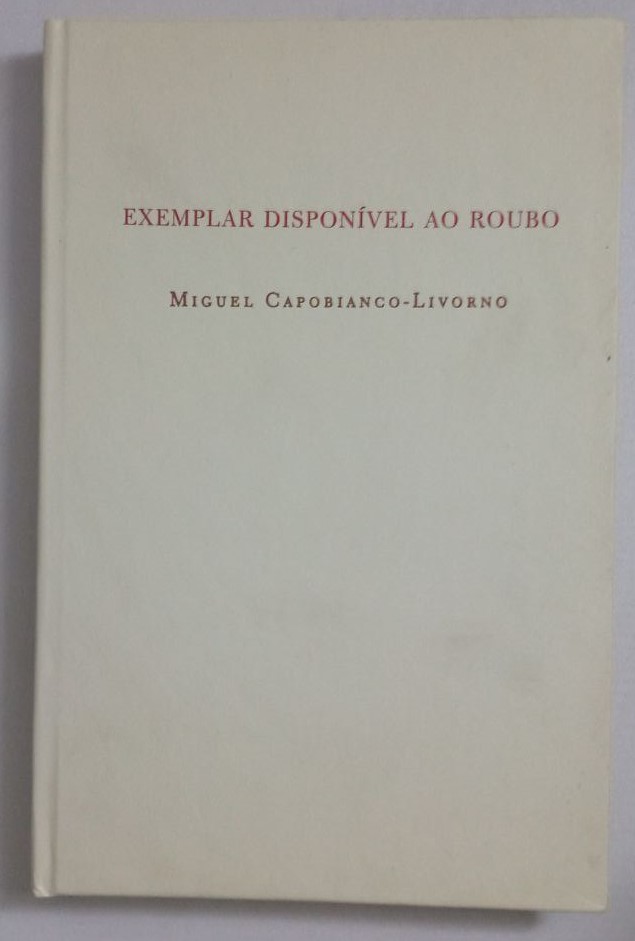 EXEMPLAR DISPONÍVEL AO ROUBO
MIGUEL CAPOBIANCO-LIVORNO